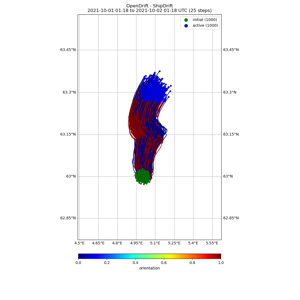 OpenDrift - ShipDrift
2021-10-01 01:18 to 2021-10-02 01:18 UTC (25 steps)
initial (1000)
active (1000)
63.45°N 63.45°N
63.3°N 63.3°N
63.15°N 63.15°N
63°N 63°N
62.85°N 62.85°N
4.5°E 4.65°E 4.8°E 4.95°E 5.1°E 5.25°E 5.4°E 5.55°E
0.0 0.2 0.4 0.6 0.8 1.0
orientation